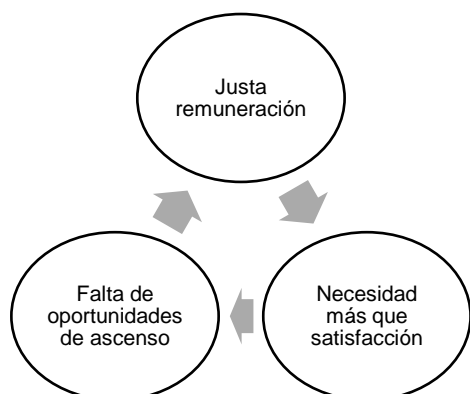 Justa
remuneración
Falta de
oportunidades
de ascenso
Necesidad
más que
satisfacción